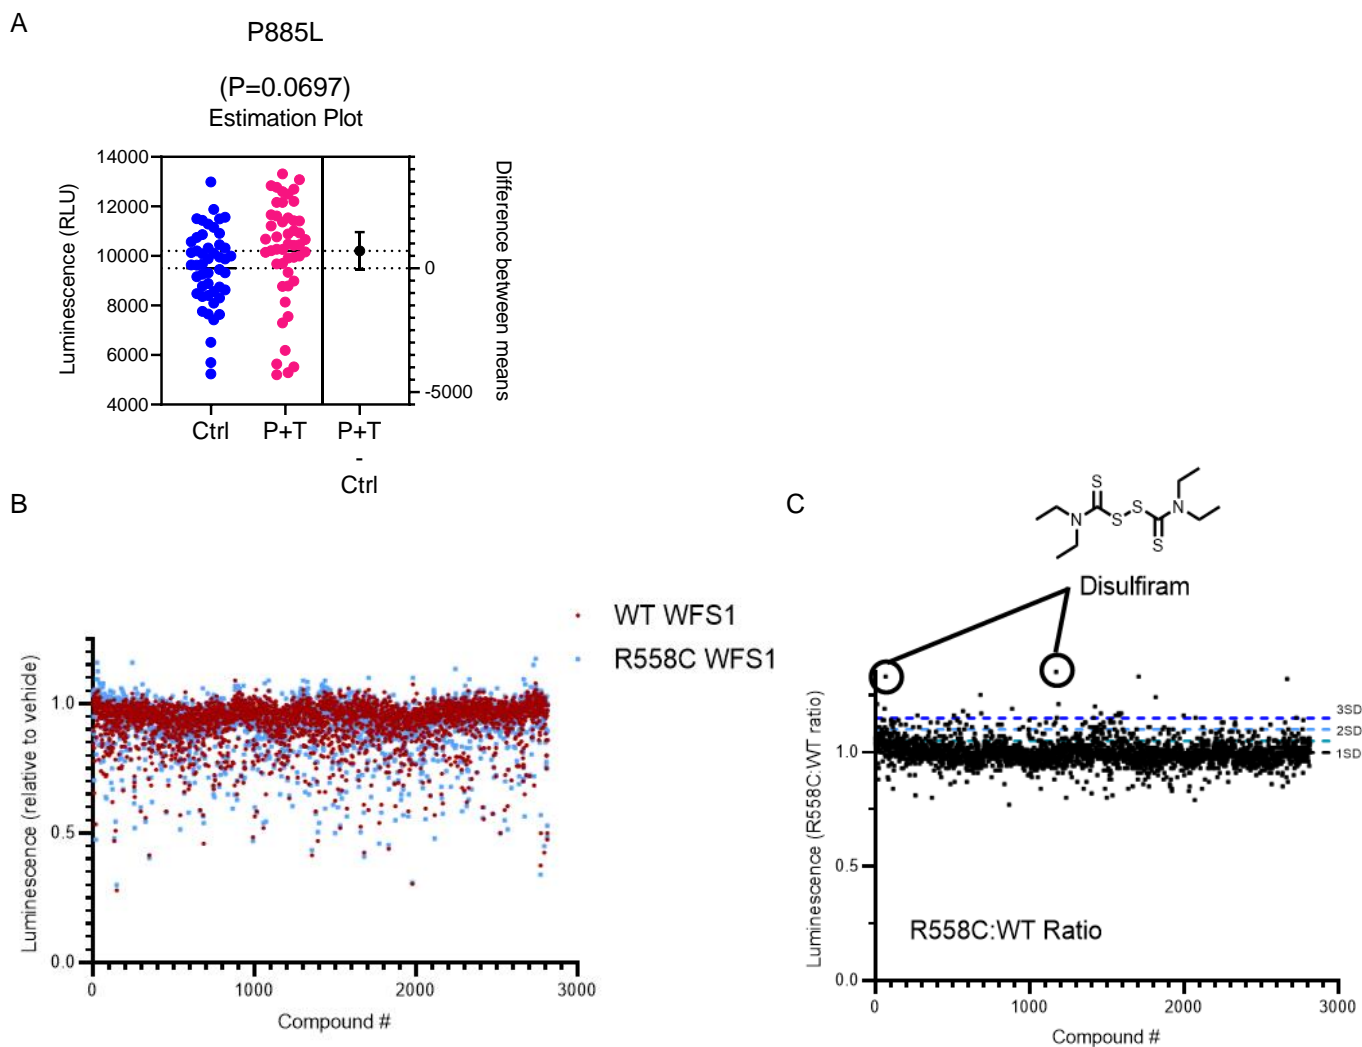 A
P885L
(P=0.0697)
Estimation Plot
14000
12000
10000
8000
6000
4000
Luminescence (RLU)
0
-5000
Difference between means
Ctrl
P+T
P+T
-
Ctrl
B
WT WFS1
R558C WFS1
1.0
0.5
0.0
Luminescence (relative to vehicle)
0
1000
2000
3000
Compound #
C
S
N
S
S
N
S
Disulfiram
3SD
2SD
1SD
1.0
0.5
0.0
Luminescence (R558C:WT ratio)
R558C:WT Ratio
0
1000
2000
3000
Compound #